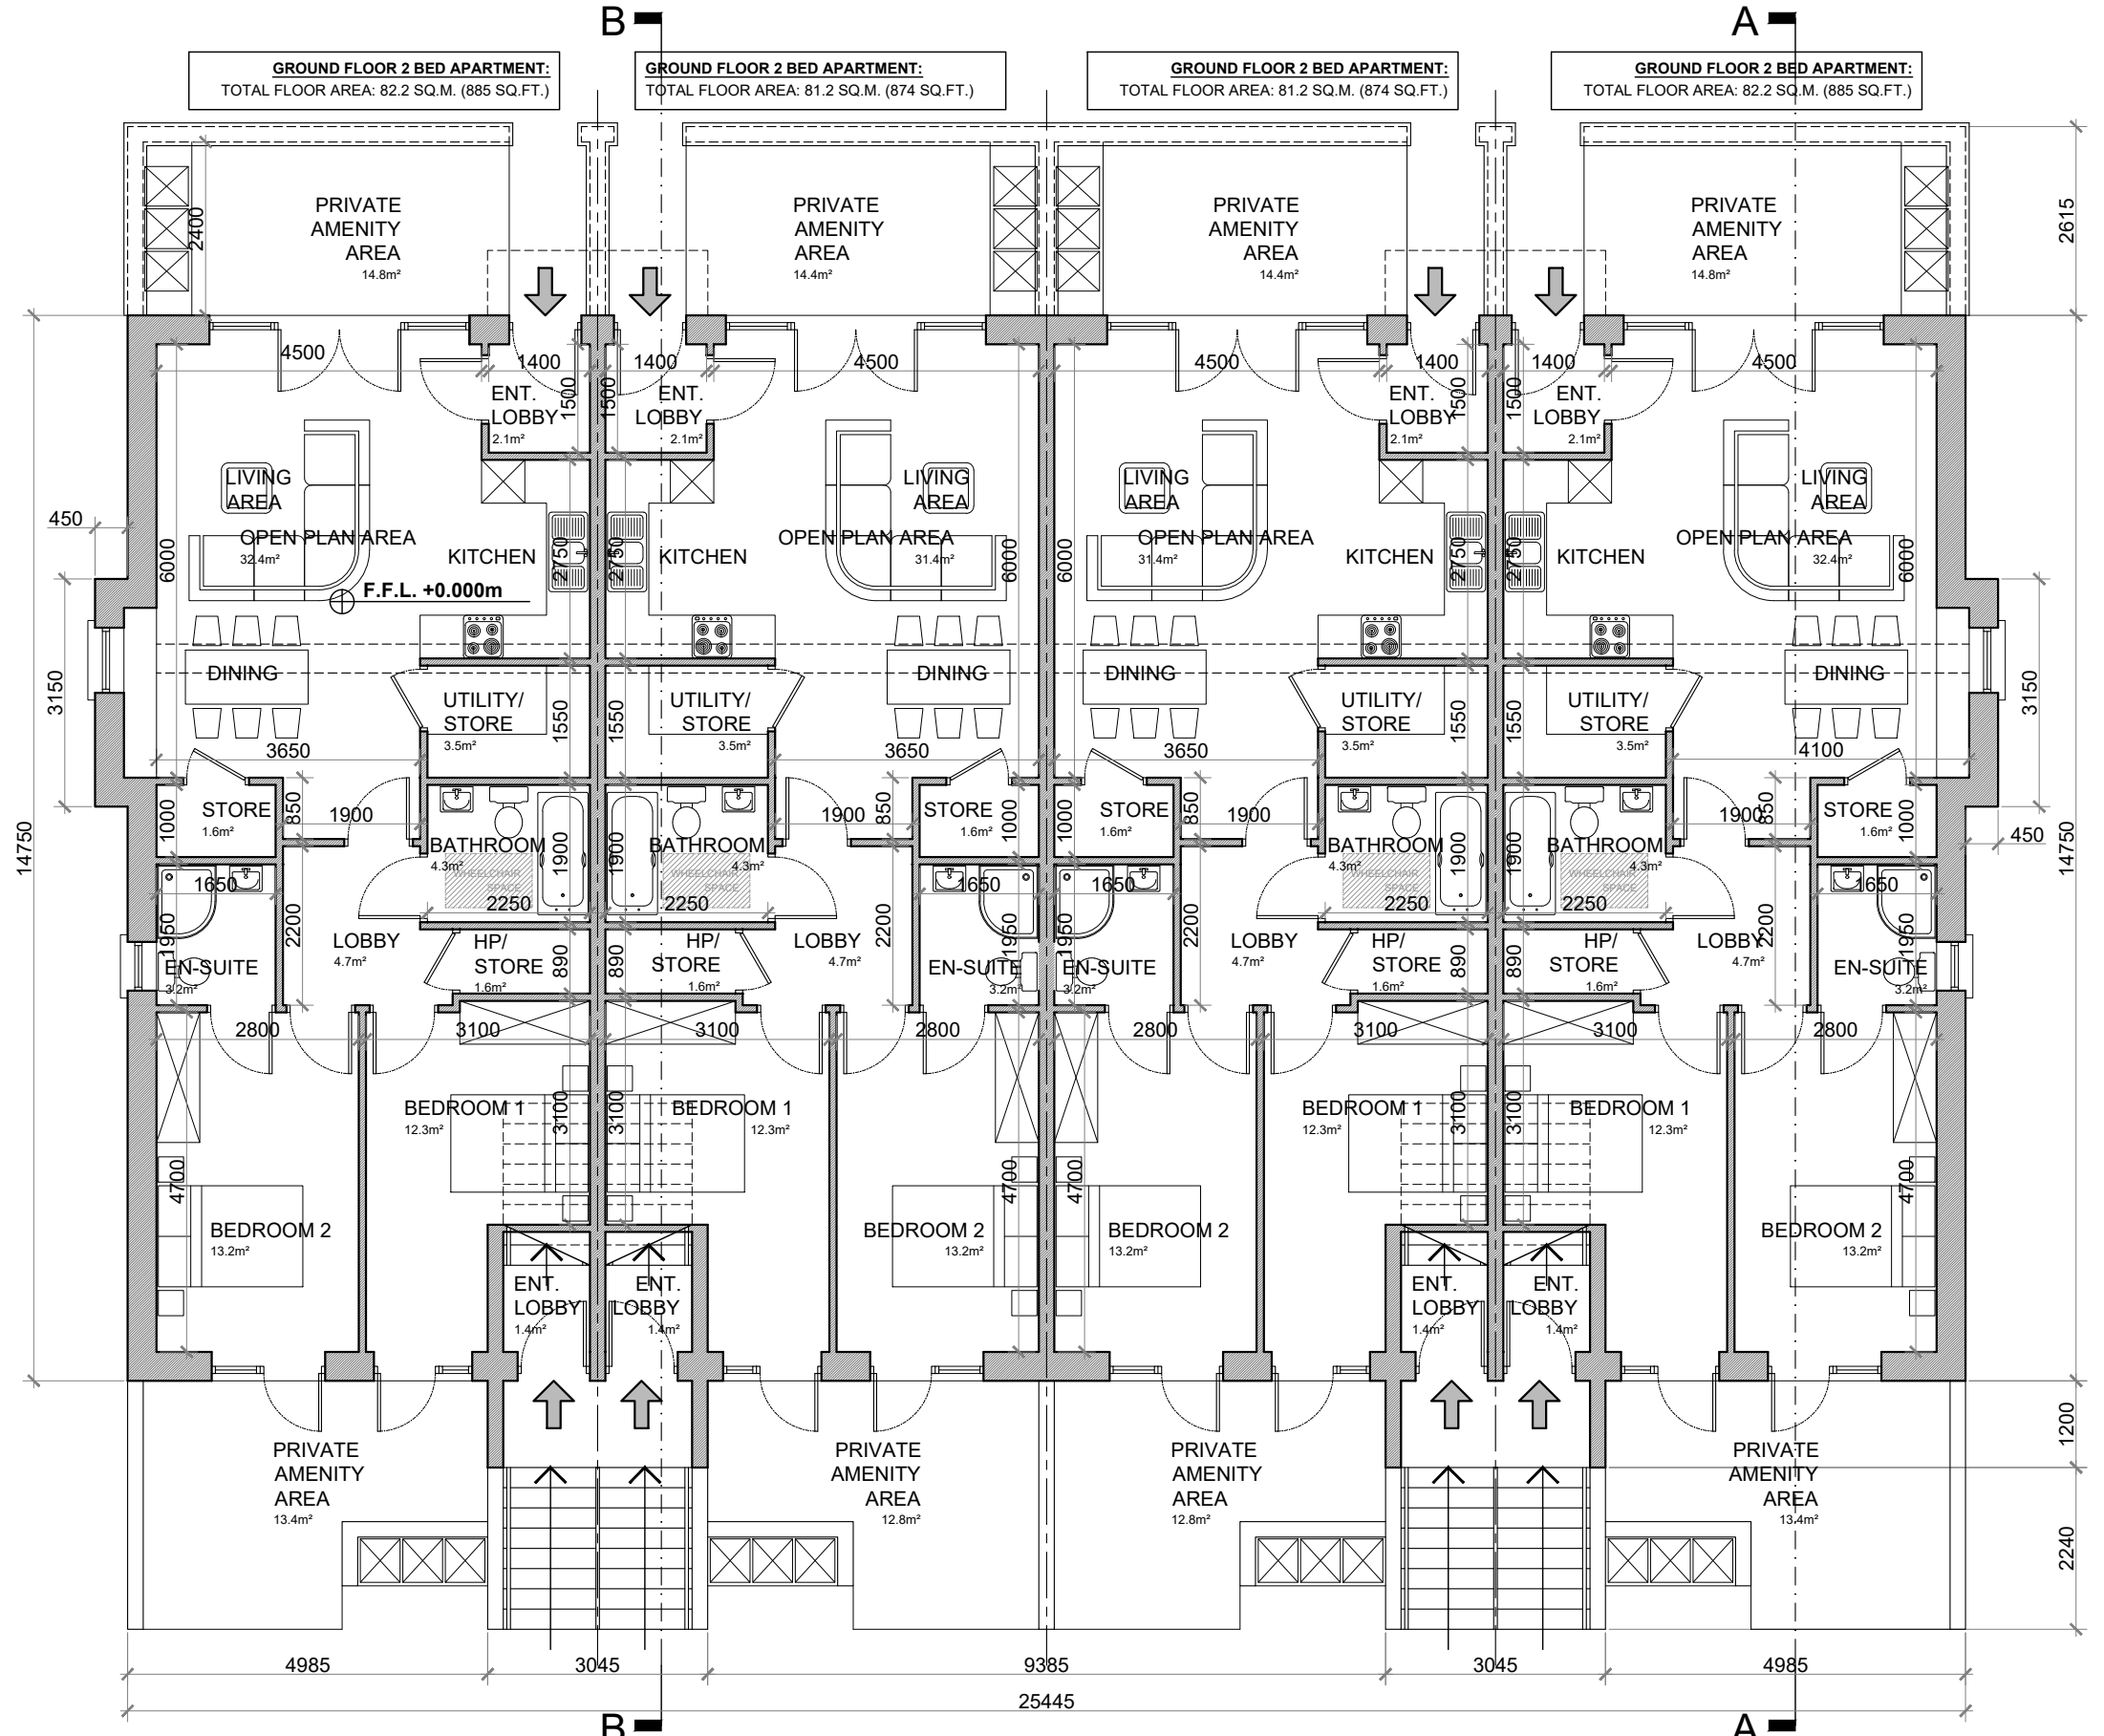 B
A
GROUND FLOOR 2 BED APARTMENT:
TOTAL FLOOR AREA: 82.2 SQ.M. (885 SQ.FT.)
GROUND FLOOR 2 BED APARTMENT:
TOTAL FLOOR AREA: 81.2 SQ.M. (874 SQ.FT.)
GROUND FLOOR 2 BED APARTMENT:
TOTAL FLOOR AREA: 81.2 SQ.M. (874 SQ.FT.)
GROUND FLOOR 2 BED APARTMENT:
TOTAL FLOOR AREA: 82.2 SQ.M. (885 SQ.FT.)
2400
PRIVATE
AMENITY
AREA
14.8m²
PRIVATE
AMENITY
AREA
14.4m²
PRIVATE
AMENITY
AREA
14.4m²
PRIVATE
AMENITY
AREA
14.8m²
2615
4500
1400
1400
4500
4500
1400
1400
4500
ENT.
LOBBY
2.1m²
1500
1500
ENT.
LOBBY
2.1m²
ENT.
LOBBY
2.1m²
1500
1500
ENT.
LOBBY
2.1m²
LIVING
AREA
OPEN PLAN AREA
32.4m²
KITCHEN
2750
2750
KITCHEN
LIVING
AREA
OPEN PLAN AREA
31.4m²
LIVING
AREA
OPEN PLAN AREA
31.4m²
KITCHEN
2750
2750
KITCHEN
LIVING
AREA
OPEN PLAN AREA
32.4m²
450
6000
6000
6000
6000
F.F.L. +0.000m
3150
DINING
DINING
DINING
DINING
3150
UTILITY/
STORE
3.5m²
1550
1550
UTILITY/
STORE
3.5m²
UTILITY/
STORE
3.5m²
1550
1550
UTILITY/
STORE
3.5m²
3650
3650
3650
4100
14750
1000
STORE
1.6m²
850
1900
BATHROOM
4.3m²
WHEELCHAIR
SPACE
1900
2250
1900
BATHROOM
4.3m²
WHEELCHAIR
SPACE
2250
1900
850
STORE
1.6m²
1000
1000
STORE
1.6m²
850
1900
BATHROOM
4.3m²
WHEELCHAIR
SPACE
1900
2250
1900
BATHROOM
4.3m²
WHEELCHAIR
SPACE
2250
1900
850
STORE
1.6m²
1000
450
14750
1650
1950
EN-SUITE
3.2m²
2200
LOBBY
4.7m²
HP/
STORE
1.6m²
890
890
HP/
STORE
1.6m²
LOBBY
4.7m²
2200
1650
1950
EN-SUITE
3.2m²
1650
1950
EN-SUITE
3.2m²
2200
LOBBY
4.7m²
HP/
STORE
1.6m²
890
890
HP/
STORE
1.6m²
LOBBY
4.7m²
2200
1650
1950
EN-SUITE
3.2m²
2800
3100
3100
2800
2800
3100
3100
2800
BEDROOM 1
12.3m²
3100
3100
BEDROOM 1
12.3m²
BEDROOM 1
12.3m²
3100
3100
BEDROOM 1
12.3m²
4700
BEDROOM 2
13.2m²
BEDROOM 2
13.2m²
4700
4700
BEDROOM 2
13.2m²
BEDROOM 2
13.2m²
4700
ENT.
LOBBY
1.4m²
ENT.
LOBBY
1.4m²
ENT.
LOBBY
1.4m²
ENT.
LOBBY
1.4m²
PRIVATE
AMENITY
AREA
13.4m²
PRIVATE
AMENITY
AREA
12.8m²
PRIVATE
AMENITY
AREA
12.8m²
PRIVATE
AMENITY
AREA
13.4m²
1200
2240
4985
3045
9385
3045
4985
25445
B
A